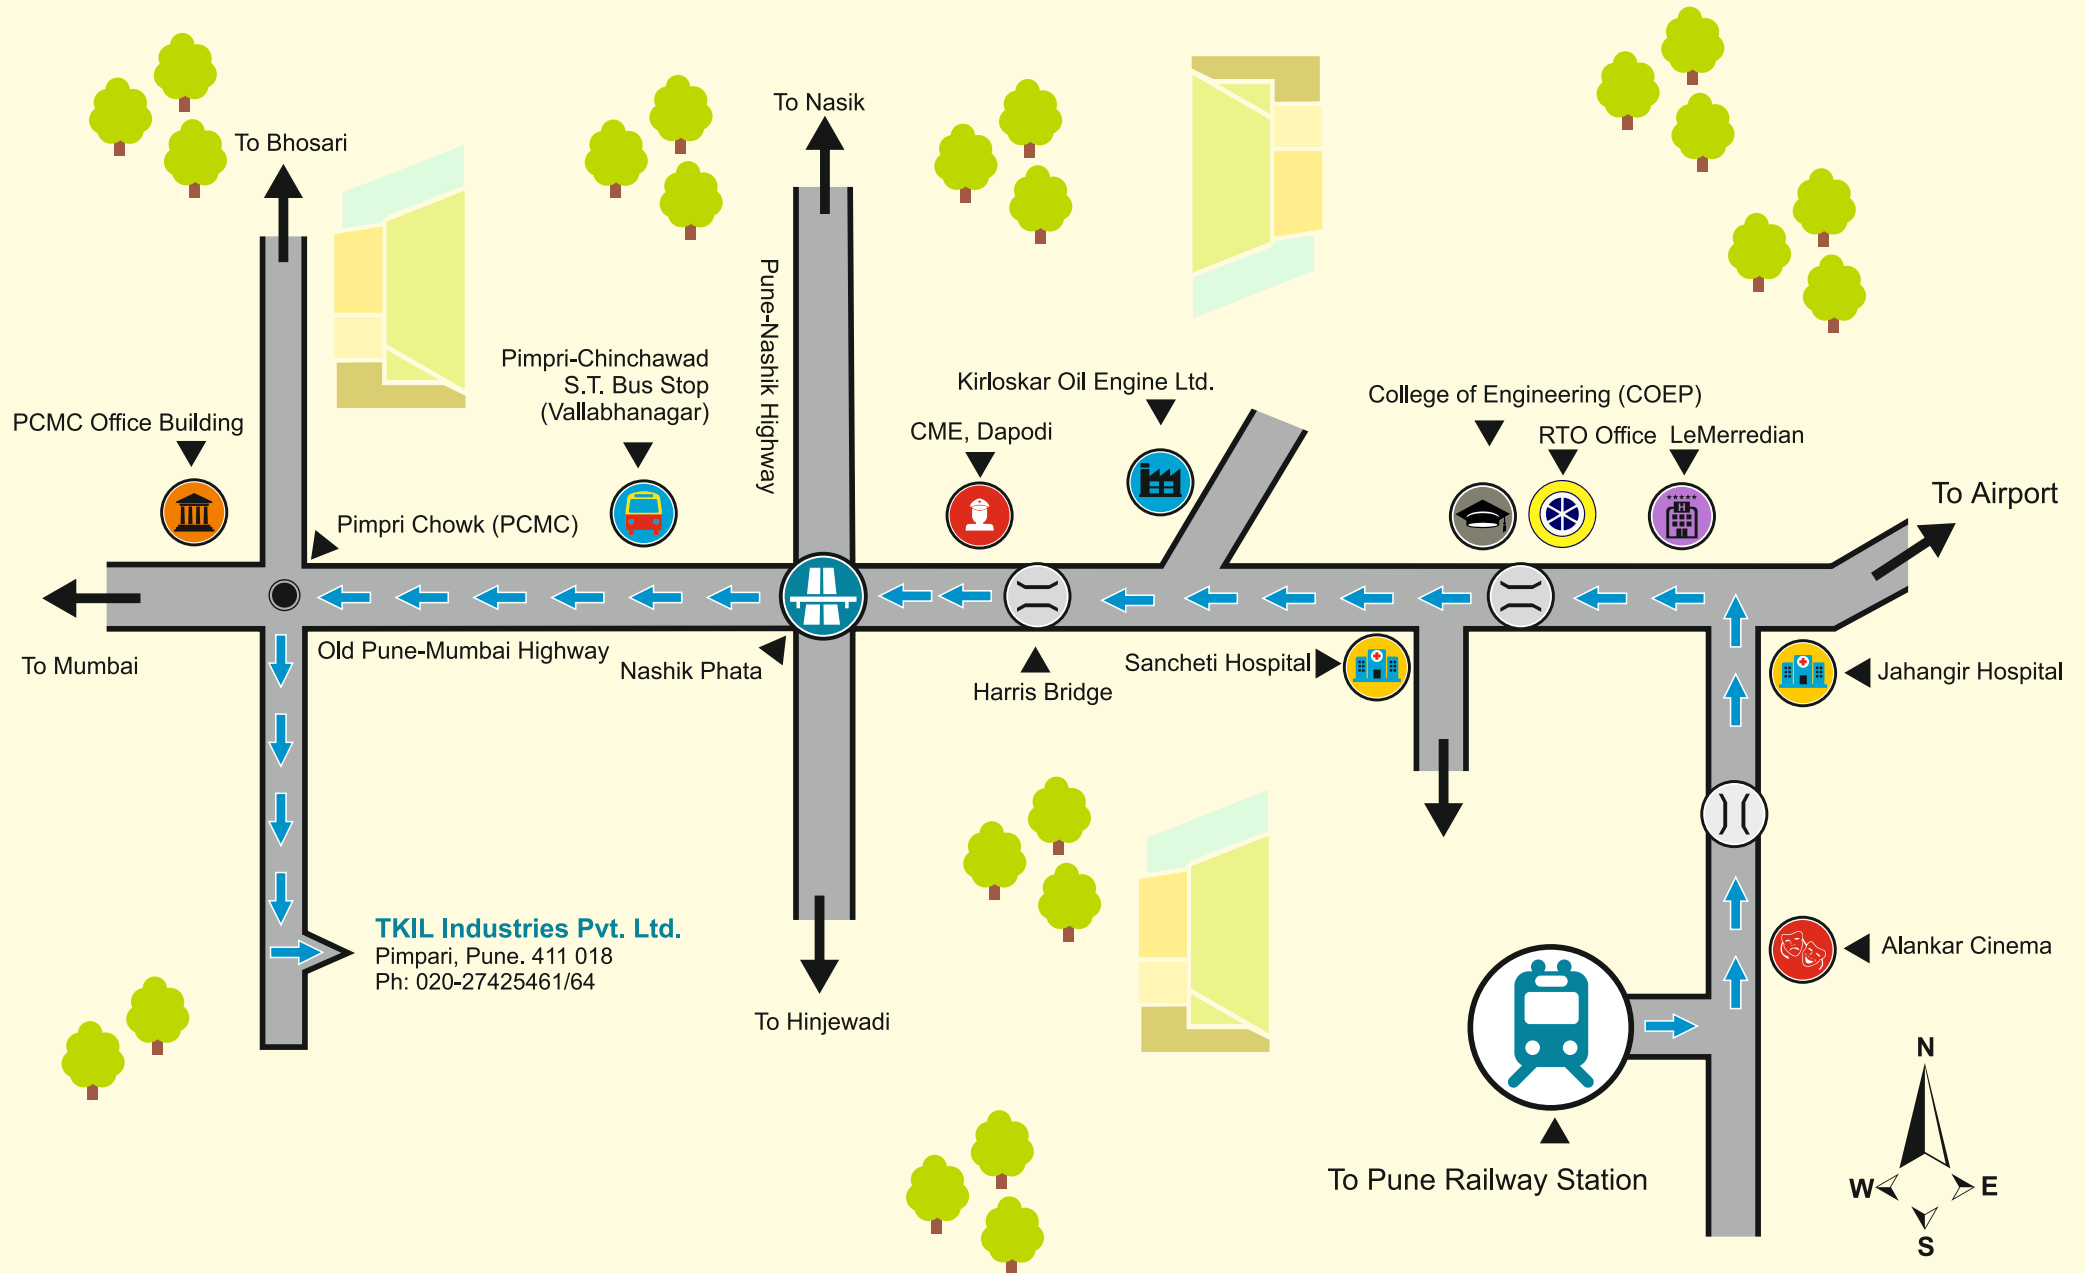 To Nasik
To Bhosari
Pune-Nashik Highway
Pimpri-Chinchawad
S.T. Bus Stop
(Vallabhanagar)
Kirloskar Oil Engine Ltd.
College of Engineering (COEP)
PCMC Office Building
CME, Dapodi
RTO Office
LeMerredian
To Airport
Pimpri Chowk (PCMC)
H
To Mumbai
Old Pune-Mumbai Highway
Nashik Phata
Harris Bridge
Sancheti Hospital
Jahangir Hospital
TKIL Industries Pvt. Ltd.
Pimpari, Pune. 411 018
Ph: 020-27425461/64
Alankar Cinema
To Hinjewadi
To Pune Railway Station
N
W
E
S